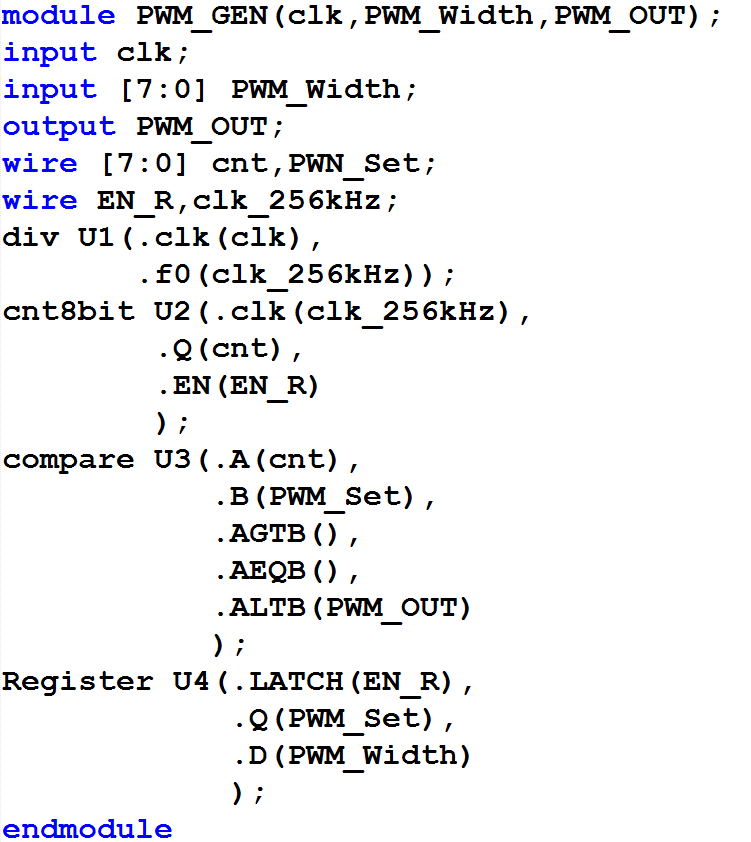 module PWM_GEN(clk,PWM_Width,PWM_OUT);
input clk;
input [7:0] PWM_Width;
output PWM_OUT;
wire [7:0] cnt,PWN_Set;
wire EN_R,clk_256kHz;
div U1(.clk(clk),
.f0(clk_256kHz));
cnt8bit U2(.clk(clk_256kHz),
.Q(cnt),
.EN(EN_R)
);
compare U3(.A(cnt),
.B(PWM_Set),
.AGTB(),
.AEQB(),
.ALTB(PWM_OUT)
);
Register U4(.LATCH(EN_R),
.Q(PWM_Set),
.D(PWM_Width)
);
endmodule